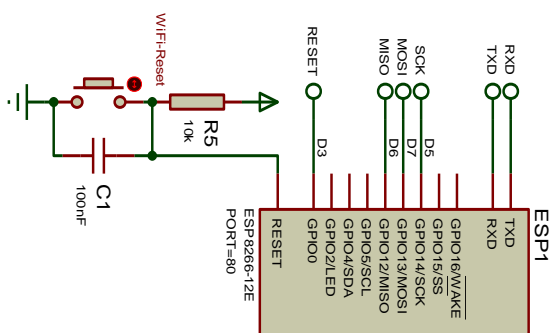 RXD
TXD
SCK
MOSI
MISO
RESET
WiFi-Reset
R5
10k
C1
100nF
D5
D7
D6
D3
ESP1
TXD
RXD
GPIO16/WAKE
GPIO15/SS
GPIO14/SCK
GPIO13/MOSI
GPIO12/MISO
GPIO5/SCL
GPIO4/SDA
GPIO2/LED
GPIO0
RESET
ESP8266-12E
PORT=80